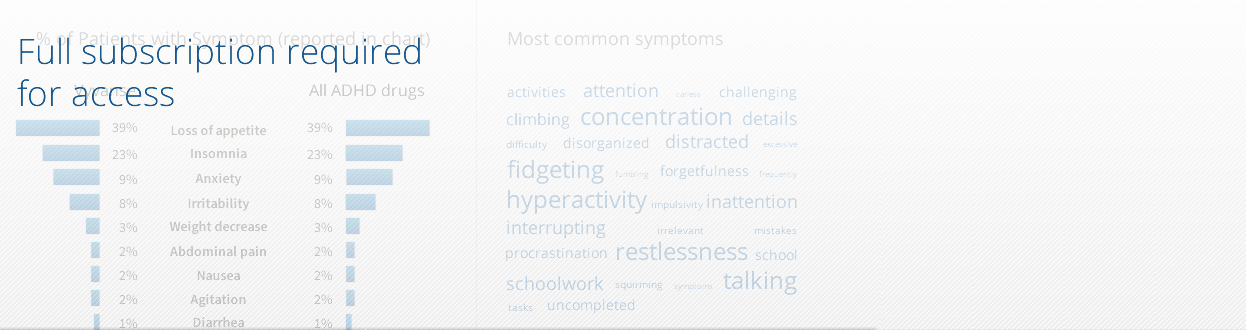 % of Patients with Symptom (reported in chart)
Full subscription required
for access
Vyvanse
All ADHD drugs
39% Loss of appetite 39%
23% Insomnia 23%
9% Anxiety 9%
8% Irritability 8%
3% Weight decrease 3%
2% Abdominal pain 2%
2% Nausea 2%
2% Agitation 2%
1% Diarrhea 1%
Most common symptoms
activities attention careless challenging
climbing concentration details
difficulty disorganized distracted excessive
fidgeting fumbling forgetfulness frequently
hyperactivity impulsivity inattention
interrupting irrelevant mistakes
procrastination restlessness school
schoolwork squirming symptoms talking
tasks uncompleted